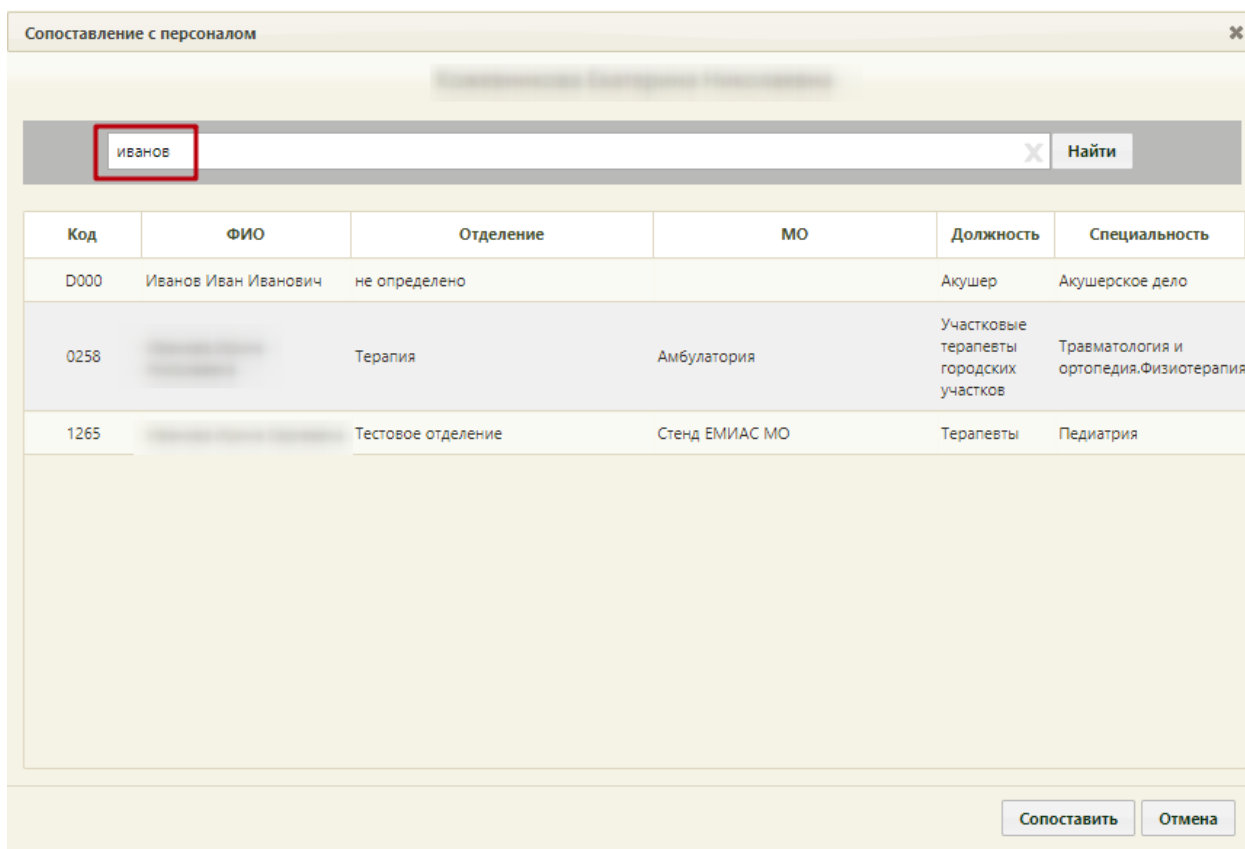 Сопоставление с персоналом
иванов
Найти
Код ФИО Отделение МО Должность Специальность
D000 Иванов Иван Иванович не определено Акушер Акушерское дело
0258 Терапия Амбулатория Участковые терапевты городских участков Травматология и ортопедия.Физиотерапия
1265 Тестовое отделение Стенд ЕМИАС МО Терапевты Педиатрия
Сопоставить Отмена